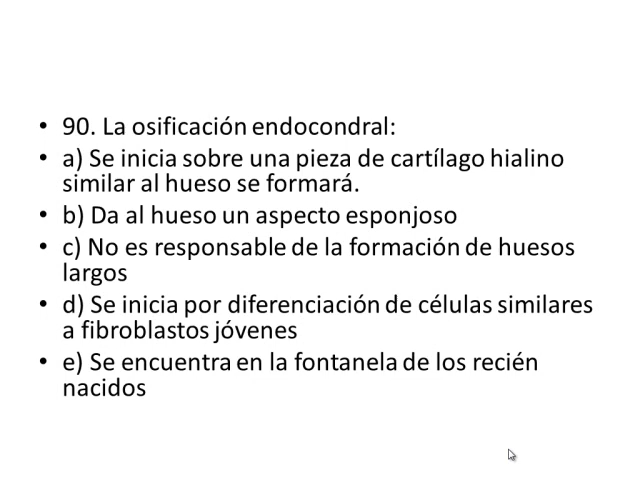 • 90. La osificación endocondral:
• a) Se inicia sobre una pieza de cartílago hialino
similar al hueso se formará.
• b) Da al hueso un aspecto esponjoso
• c) No es responsable de la formación de huesos
largos
• d) Se inicia por diferenciación de células similares
a fibroblastos jóvenes
• e) Se encuentra en la fontanela de los recién
nacidos